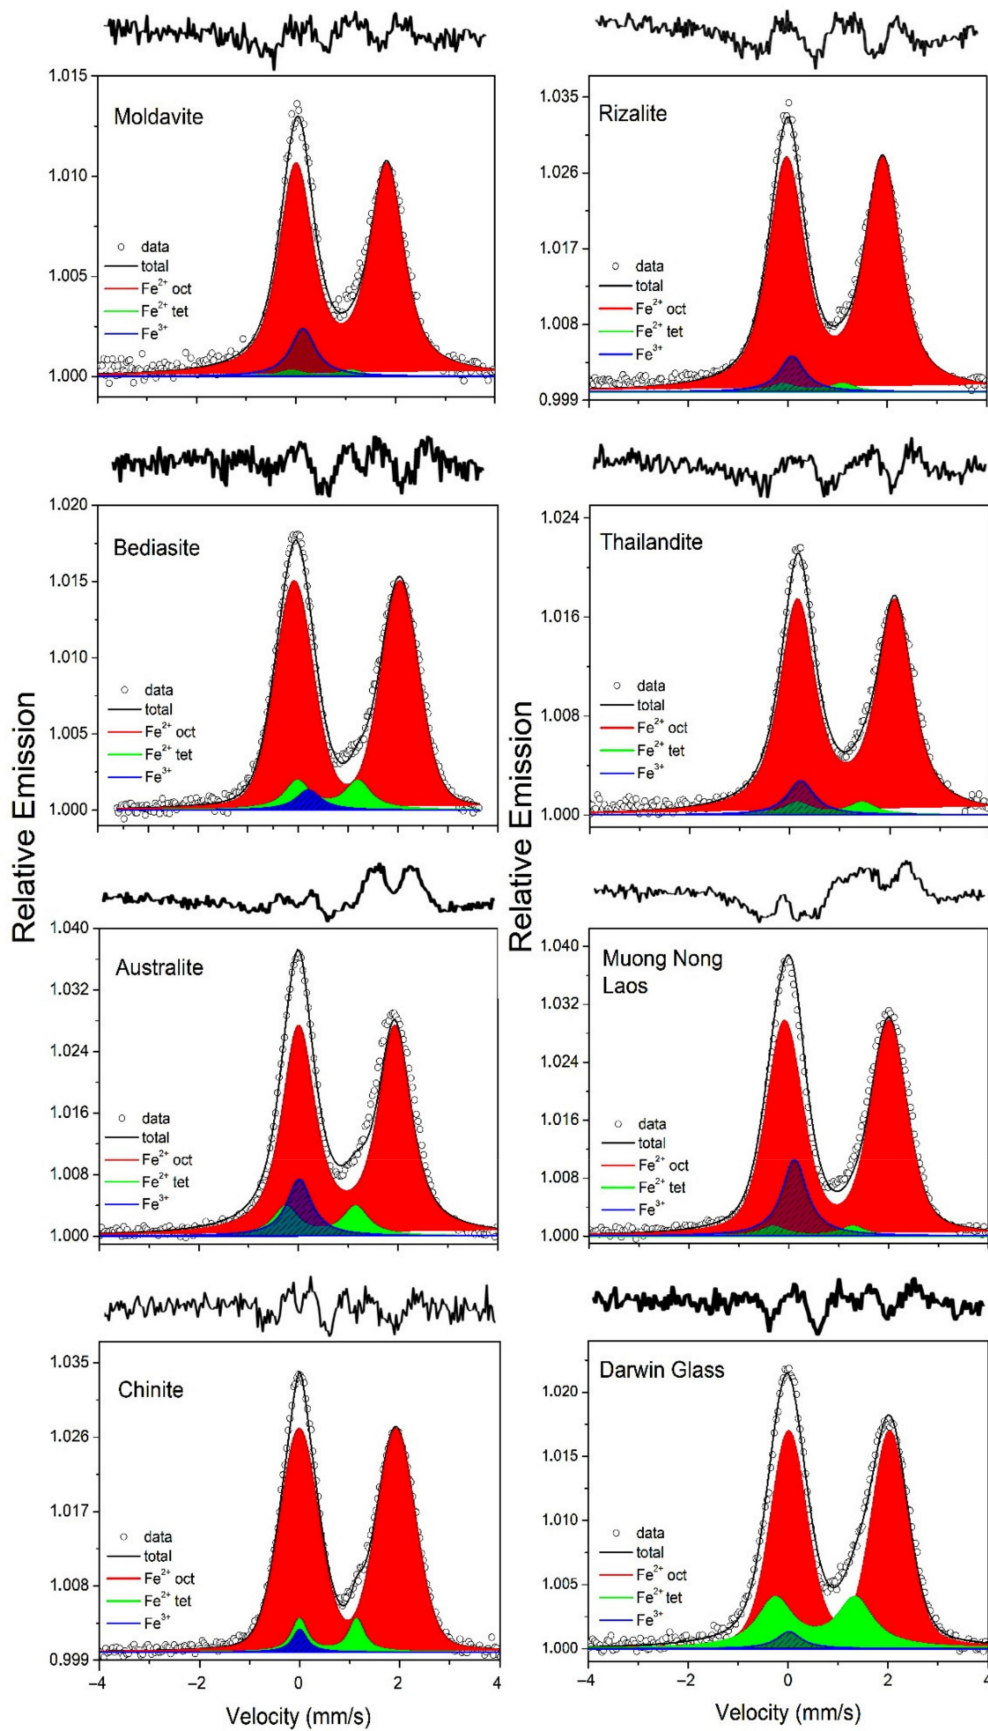 Relative Emission
1.015
1.010
1.005
1.000
Moldavite
data
total
Fe²⁺ oct
Fe²⁺ tet
Fe³⁺
1.035
1.026
1.017
1.008
0.999
Rizalite
data
total
Fe²⁺ oct
Fe²⁺ tet
Fe³⁺
1.020
1.015
1.010
1.005
1.000
Bediasite
data
total
Fe²⁺ oct
Fe²⁺ tet
Fe³⁺
Relative Emission
1.024
1.016
1.008
1.000
Thailandite
data
total
Fe²⁺ oct
Fe²⁺ tet
Fe³⁺
1.040
1.032
1.024
1.016
1.008
1.000
Australite
data
total
Fe²⁺ oct
Fe²⁺ tet
Fe³⁺
1.040
1.032
1.024
1.016
1.008
1.000
Muong Nong
Laos
data
total
Fe²⁺ oct
Fe²⁺ tet
Fe³⁺
1.035
1.026
1.017
1.008
0.999
Chinite
data
total
Fe²⁺ oct
Fe²⁺ tet
Fe³⁺
−4 −2 0 2 4
Velocity (mm/s)
1.020
1.015
1.010
1.005
1.000
Darwin Glass
data
total
Fe²⁺ oct
Fe²⁺ tet
Fe³⁺
−4 −2 0 2 4
Velocity (mm/s)